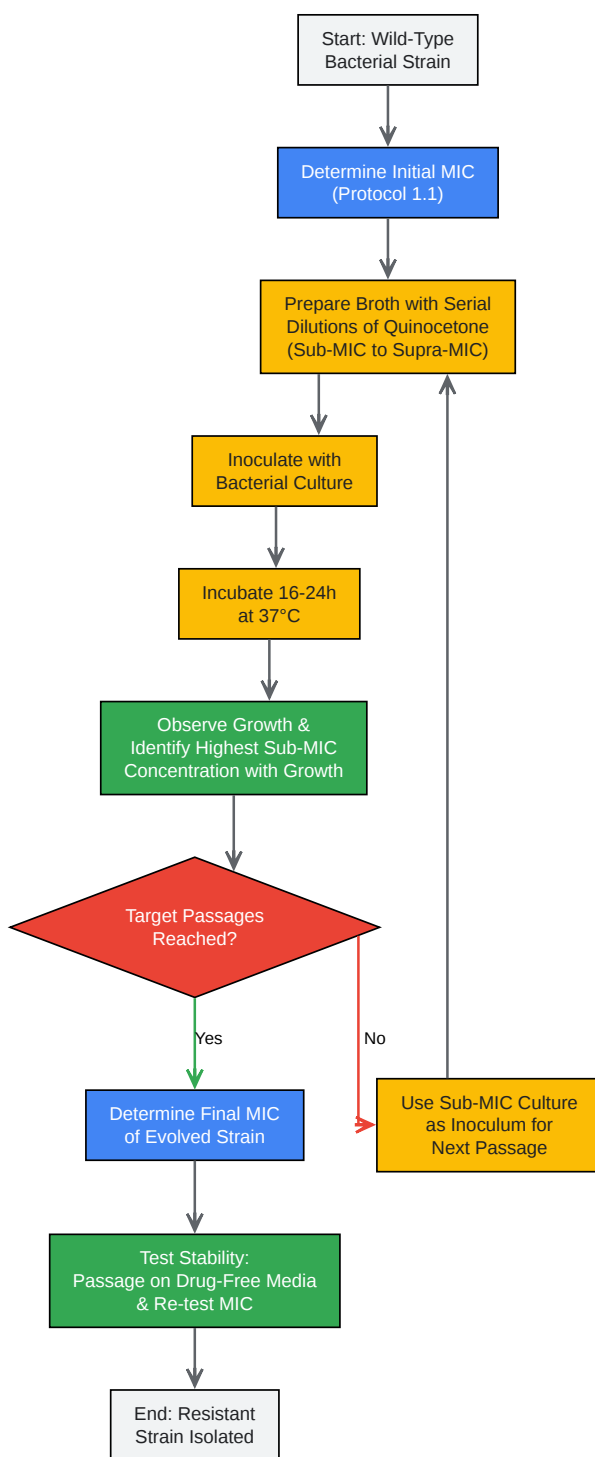 Start: Wild-Type
Bacterial Strain
Determine Initial MIC
(Protocol 1.1)
Prepare Broth with Serial
Dilutions of Quinocetone
(Sub-MIC to Supra-MIC)
Inoculate with
Bacterial Culture
Incubate 16-24h
at 37°C
Observe Growth &
Identify Highest Sub-MIC
Concentration with Growth
Target Passages
Reached?
Yes
No
Use Sub-MIC Culture
as Inoculum for
Next Passage
Determine Final MIC
of Evolved Strain
Test Stability:
Passage on Drug-Free Media
& Re-test MIC
End: Resistant
Strain Isolated